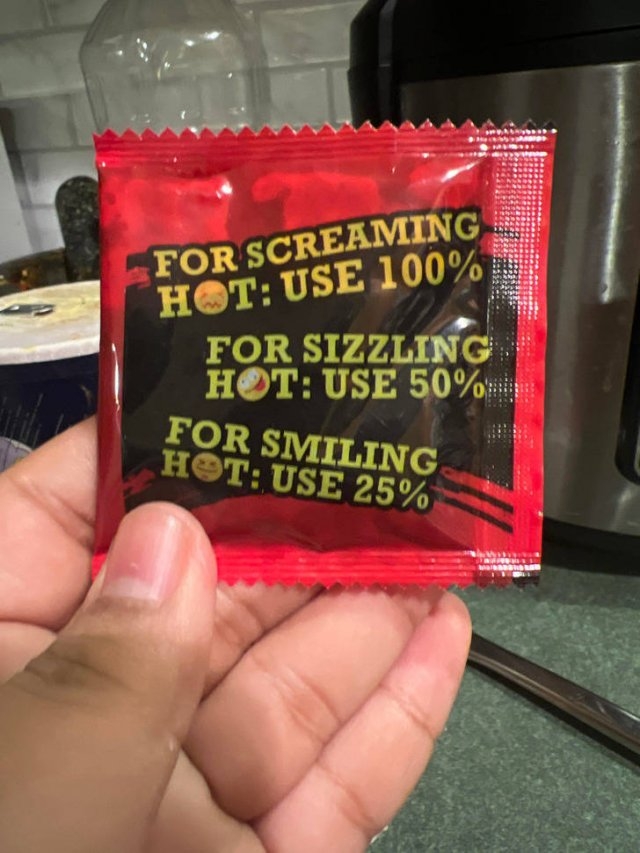 FOR SCREAMING
HOT: USE 100%
FOR SIZZLING
HOT: USE 50%
FOR SMILING
HOT: USE 25%